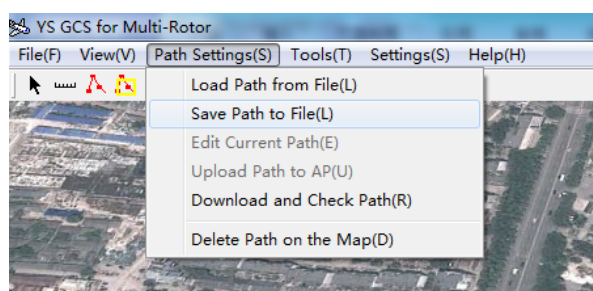 YS GCS for Multi-Rotor
File(F) View(V) Path Settings(S) Tools(T) Settings(S) Help(H)
Load Path from File(L)
Save Path to File(L)
Edit Current Path(E)
Upload Path to AP(U)
Download and Check Path(R)
Delete Path on the Map(D)